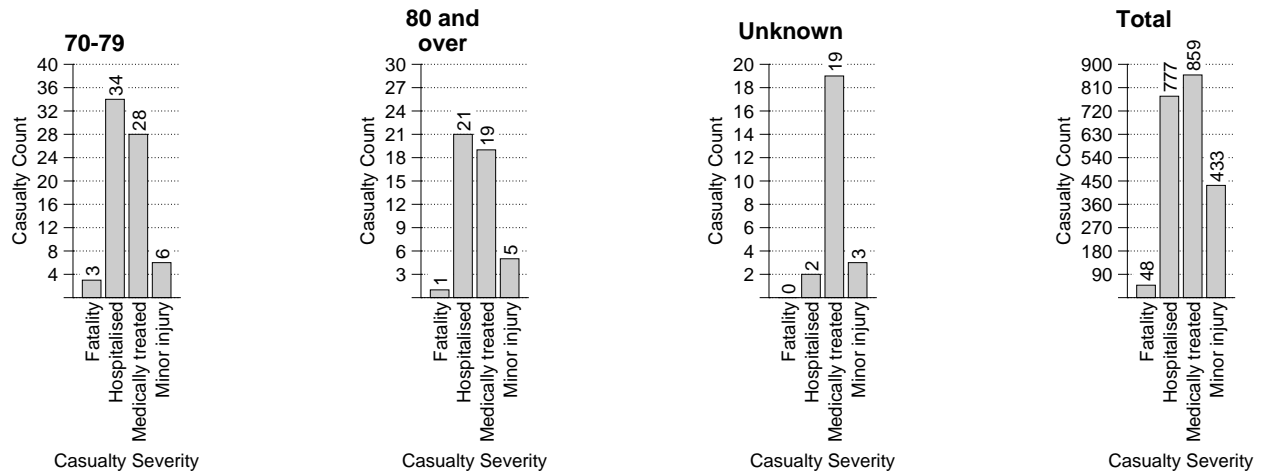 70-79
Casualty Count
40
36
32
28
24
20
16
12
8
4
3
34
28
6
Fatality
Hospitalised
Medically treated
Minor injury
Casualty Severity
80 and
over
Casualty Count
30
27
24
21
18
15
12
9
6
3
1
21
19
5
Fatality
Hospitalised
Medically treated
Minor injury
Casualty Severity
Unknown
Casualty Count
20
18
16
14
12
10
8
6
4
2
0
2
19
3
Fatality
Hospitalised
Medically treated
Minor injury
Casualty Severity
Total
Casualty Count
900
810
720
630
540
450
360
270
180
90
48
777
859
433
Fatality
Hospitalised
Medically treated
Minor injury
Casualty Severity